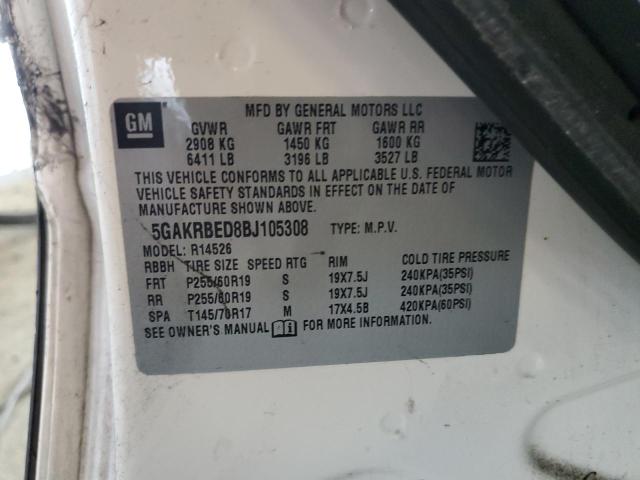 MFD BY GENERAL MOTORS LLC
GM
GVWR GAWR FRT GAWR RR
2908 KG 1450 KG 1600 KG
6411 LB 3196 LB 3527 LB
THIS VEHICLE CONFORMS TO ALL APPLICABLE U.S. FEDERAL MOTOR
VEHICLE SAFETY STANDARDS IN EFFECT ON THE DATE OF
MANUFACTURE SHOWN ABOVE.
5GAKRBED8BJ105308 TYPE: M.P.V.
MODEL: R14526
RBBH TIRE SIZE SPEED RTG RIM COLD TIRE PRESSURE
FRT P255/60R19 S 19X7.5J 240KPA(35PSI)
RR P255/60R19 S 19X7.5J 240KPA(35PSI)
SPA T145/70R17 M 17X4.5B 420KPA(60PSI)
SEE OWNER'S MANUAL FOR MORE INFORMATION.